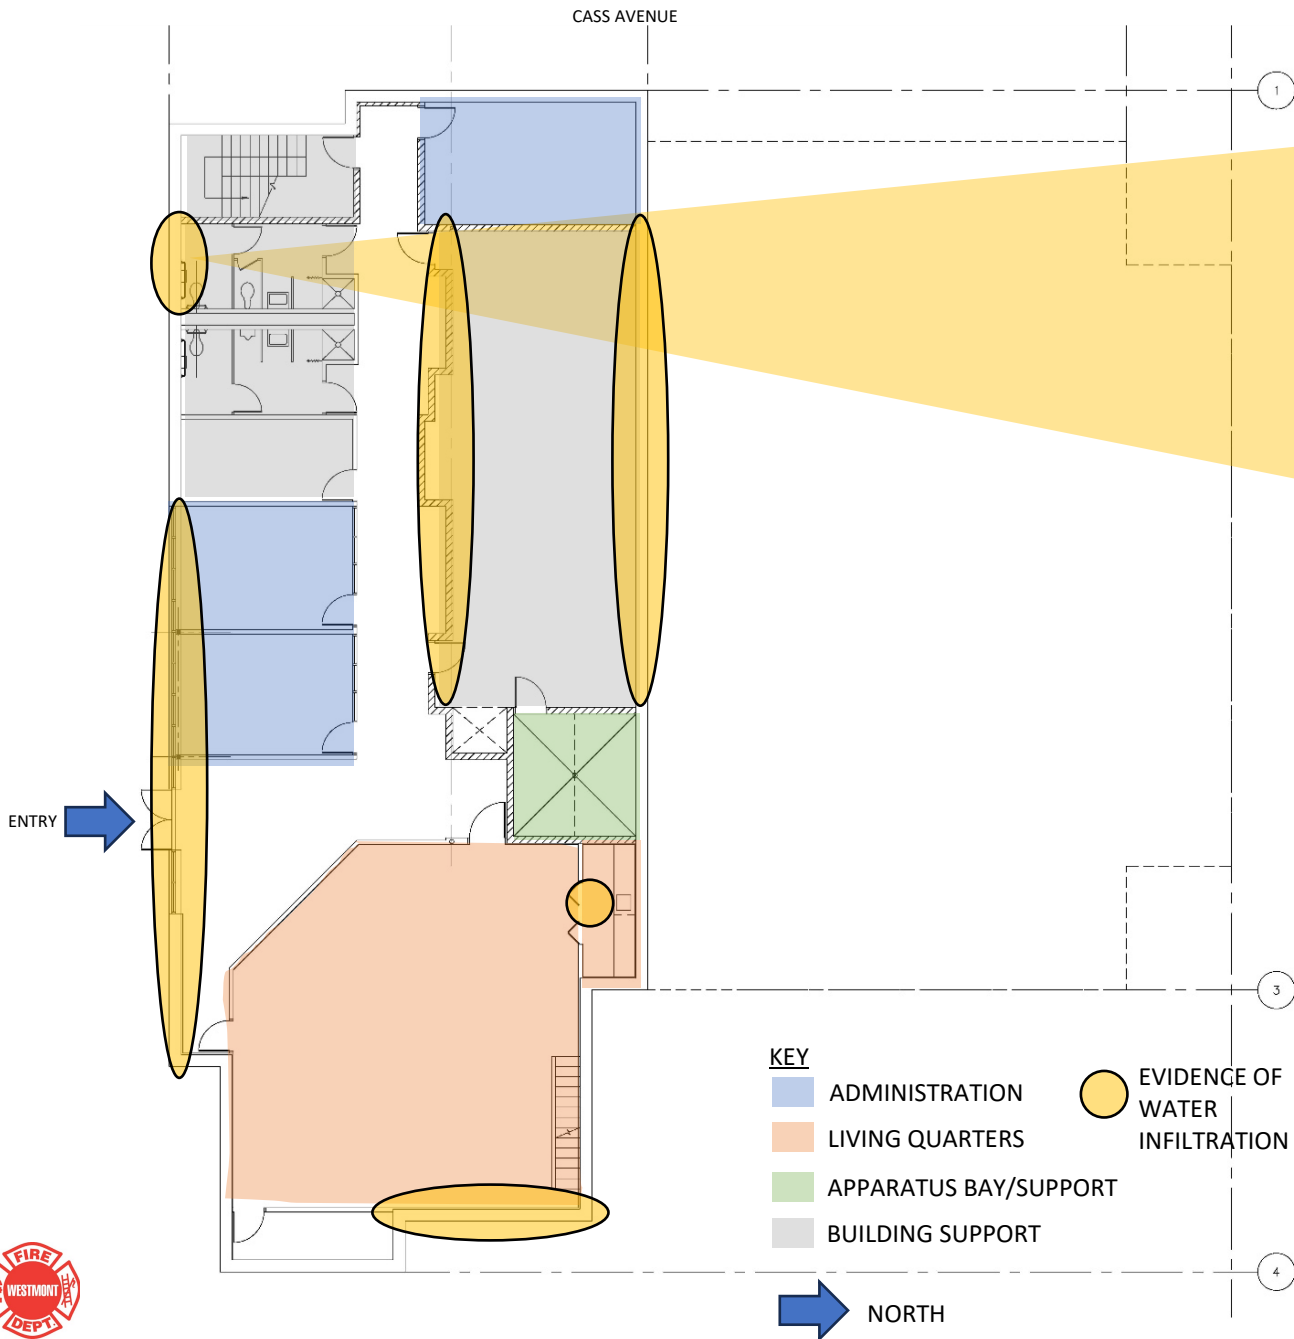 CASS AVENUE
1
ENTRY
3
KEY
ADMINISTRATION
LIVING QUARTERS
APPARATUS BAY/SUPPORT
BUILDING SUPPORT
EVIDENCE OF
WATER
INFILTRATION
4
NORTH
FIRE
WESTMONT
DEPT.